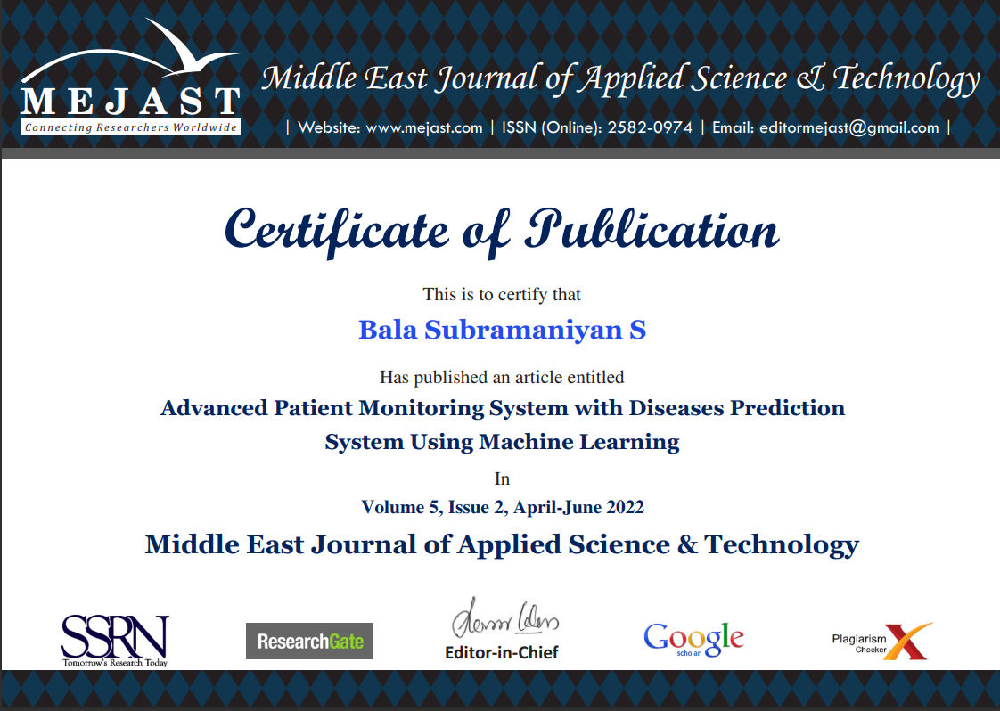 MEJAST
Connecting Researchers Worldwide
Middle East Journal of Applied Science & Technology
| Website: www.mejast.com | ISSN (Online): 2582-0974 | Email: editormejast@gmail.com |
Certificate of Publication
This is to certify that
Bala Subramaniyan S
Has published an article entitled
Advanced Patient Monitoring System with Diseases Prediction
System Using Machine Learning
In
Volume 5, Issue 2, April-June 2022
Middle East Journal of Applied Science & Technology
SSRN
Tomorrow's Research Today
ResearchGate
Editor-in-Chief
Google
scholar
Plagiarism
Checker X